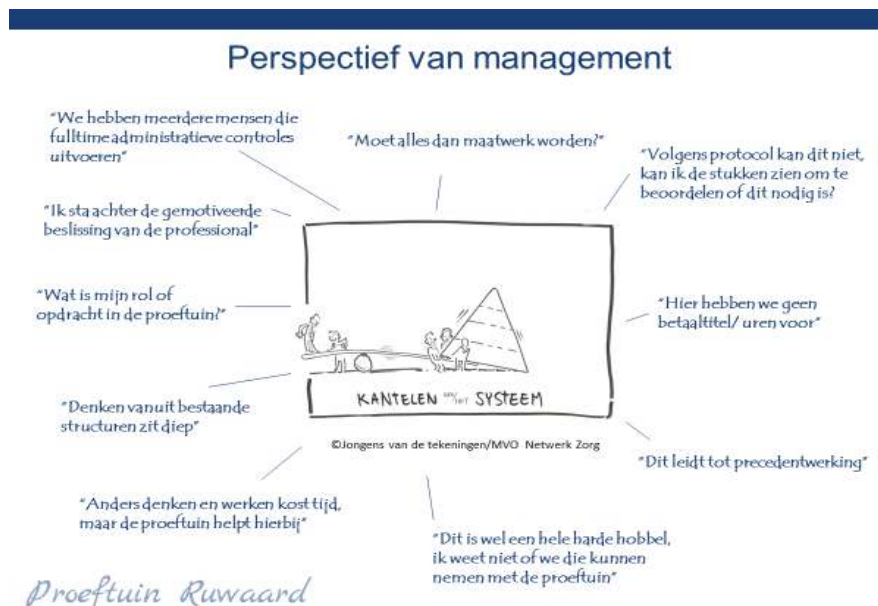 Perspectief van management
"We hebben meerdere mensen die
fulltime administratieve controles
uitvoeren"
"Moet alles dan maatwerk worden?"
"Volgens protocol kan dit niet,
kan ik de stukken zien om te
beoordelen of dit nodig is?
"Ik sta achter de gemotiveerde
beslissing van de professional"
"Wat is mijn rol of
opdracht in de proeftuin?"
"Hier hebben we geen
betaaltitel/ uren voor"
"Denken vanuit bestaande
structuren zit diep"
KANTELEN SYSTEEM
©Jongens van de tekeningen/MVO Netwerk Zorg
"Dit leidt tot precedentwerking"
"Anders denken en werken kost tijd,
maar de proeftuin helpt hierbij"
"Dit is wel een hele harde hobbel,
ik weet niet of we die kunnen
nemen met de proeftuin"
Proeftuin Ruwaard